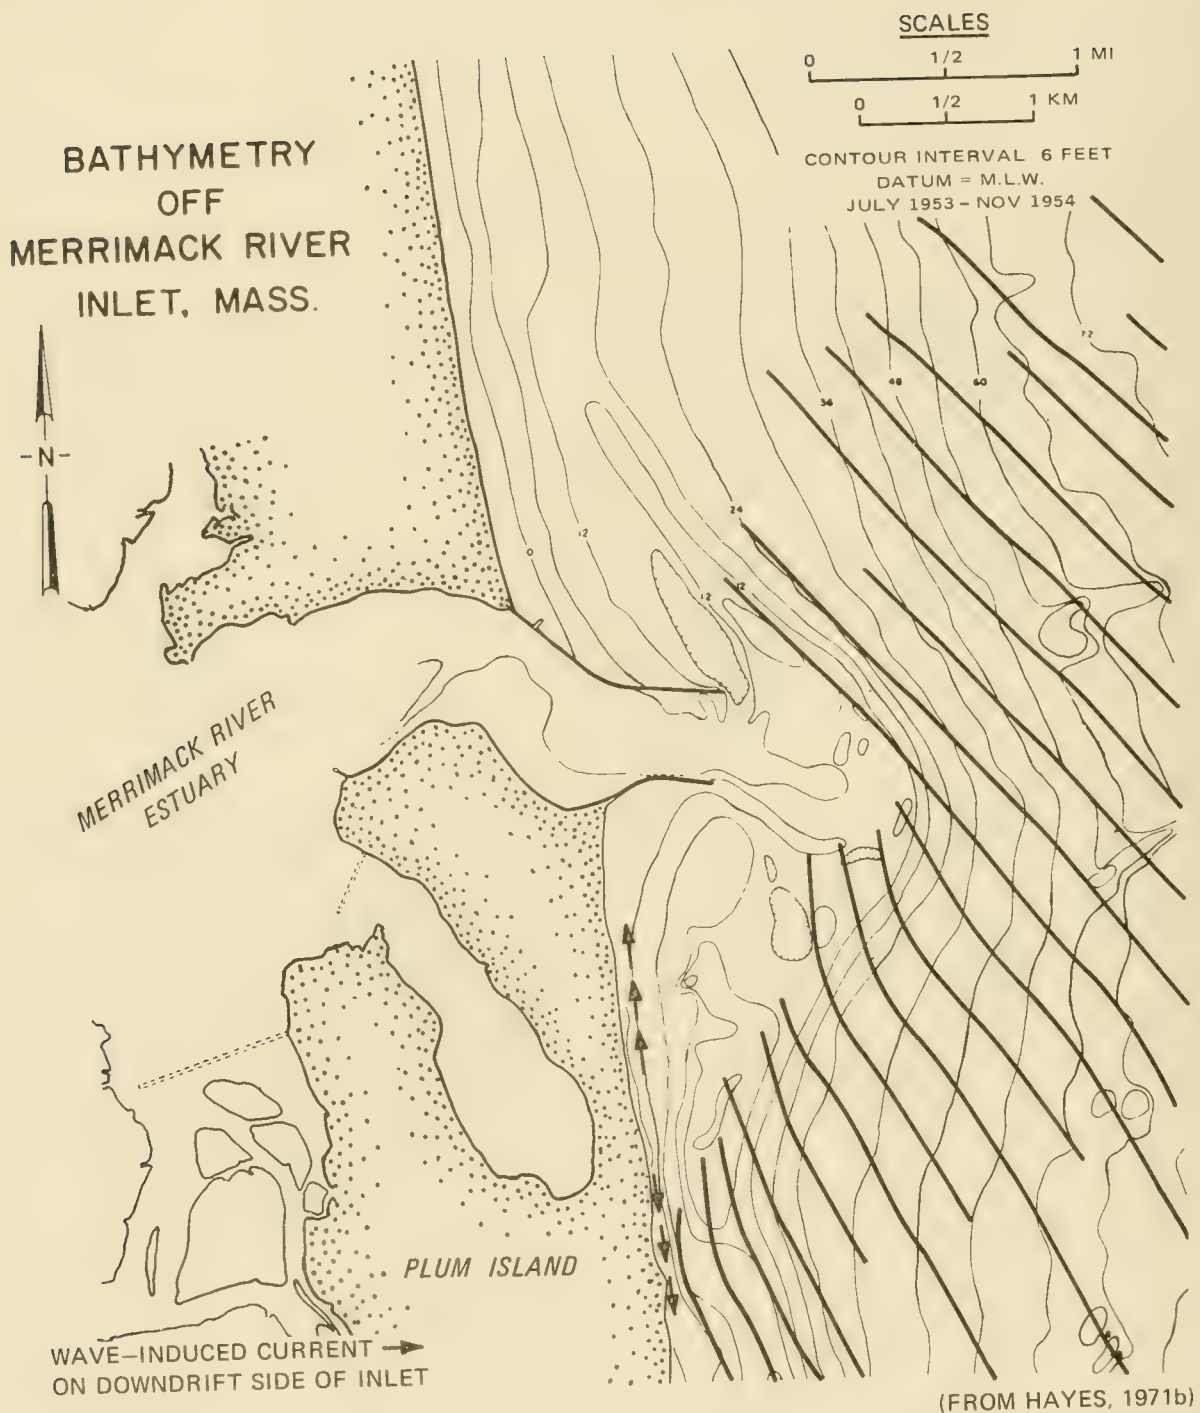 SCALES
0 1/2 1 MI
0 1/2 1 KM
CONTOUR INTERVAL 6 FEET
DATUM = M.L.W.
JULY 1953 – NOV 1954
BATHYMETRY
OFF
MERRIMACK RIVER
INLET, MASS.
-N-
72
48
60
36
24
12
0
12
12
MERRIMACK RIVER
ESTUARY
PLUM ISLAND
WAVE–INDUCED CURRENT
ON DOWNDRIFT SIDE OF INLET
(FROM HAYES, 1971b)